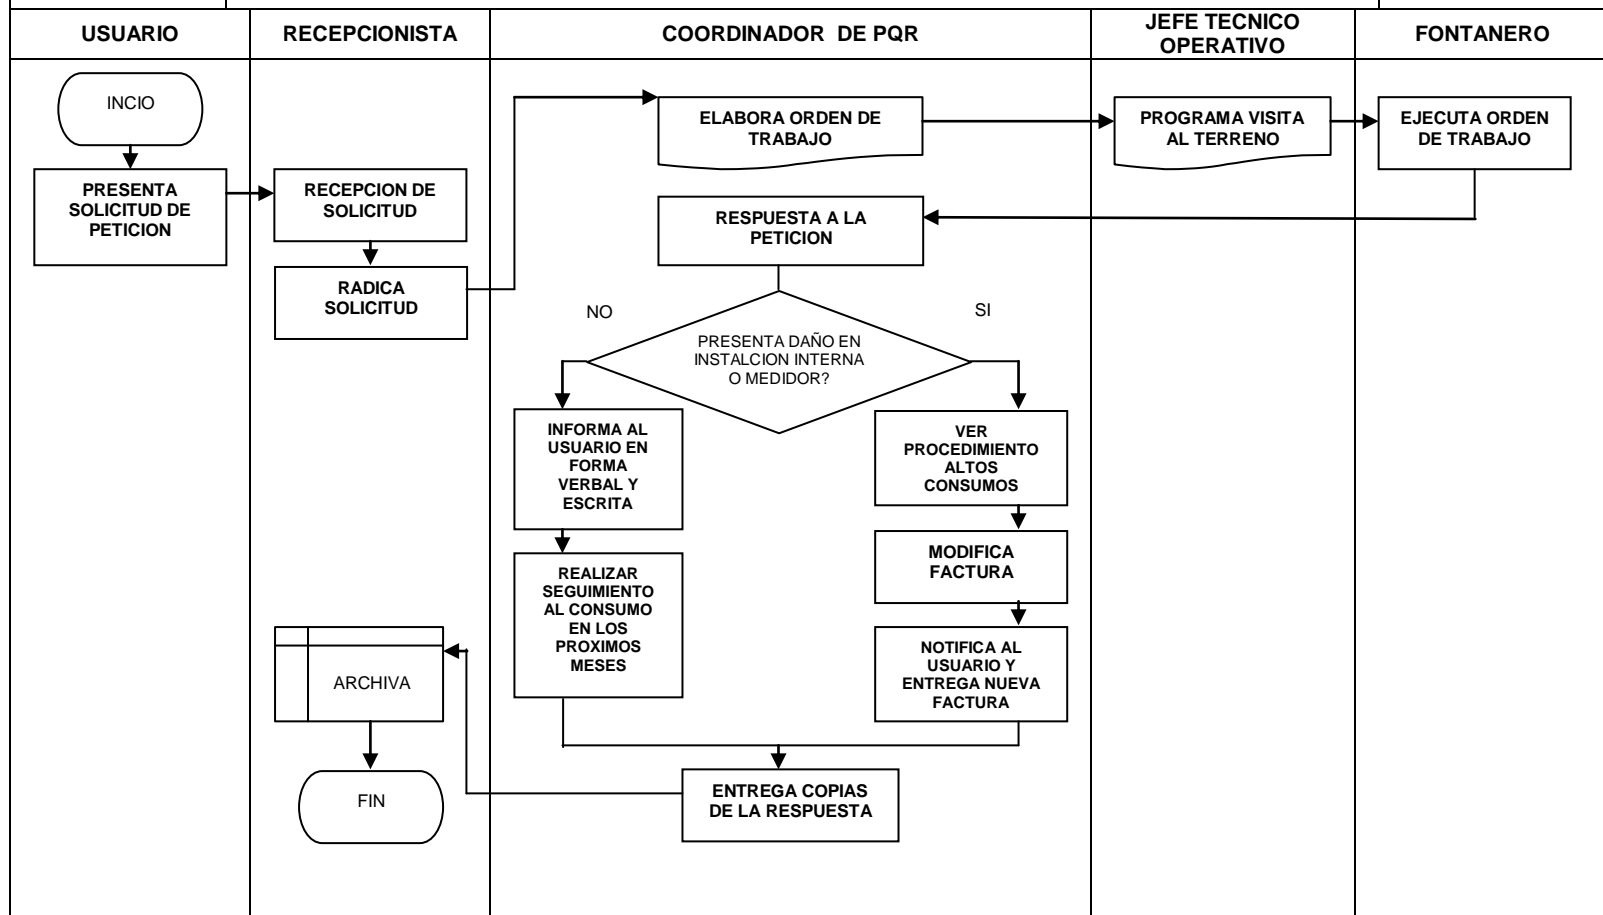 USUARIO
RECEPCIONISTA
COORDINADOR DE PQR
JEFE TECNICO
OPERATIVO
FONTANERO
INCIO
PRESENTA
SOLICITUD DE
PETICION
RECEPCION DE
SOLICITUD
RADICA
SOLICITUD
ELABORA ORDEN DE
TRABAJO
PROGRAMA VISITA
AL TERRENO
EJECUTA ORDEN
DE TRABAJO
RESPUESTA A LA
PETICION
NO
SI
PRESENTA DAÑO EN
INSTALCION INTERNA
O MEDIDOR?
INFORMA AL
USUARIO EN
FORMA
VERBAL Y
ESCRITA
VER
PROCEDIMIENTO
ALTOS
CONSUMOS
REALIZAR
SEGUIMIENTO
AL CONSUMO
EN LOS
PROXIMOS
MESES
MODIFICA
FACTURA
NOTIFICA AL
USUARIO Y
ENTREGA NUEVA
FACTURA
ENTREGA COPIAS
DE LA RESPUESTA
ARCHIVA
FIN